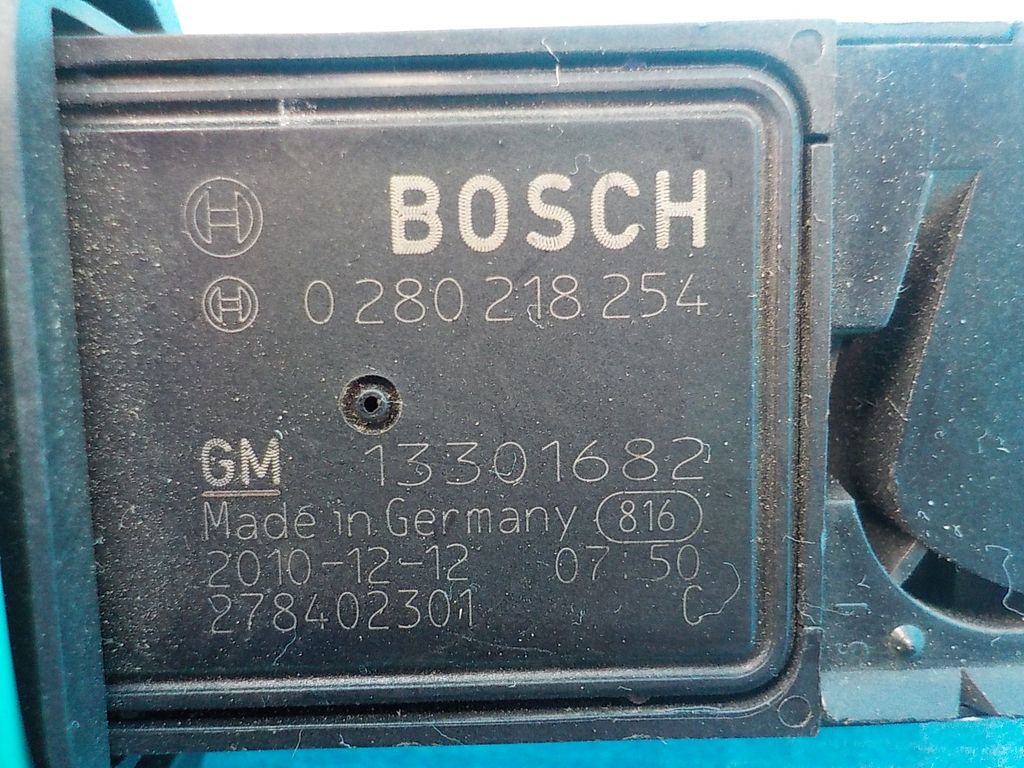 BOSCH
0 280 218 254
GM 13301682
Made in Germany 816
2010-12-12 07:50
278402301 C